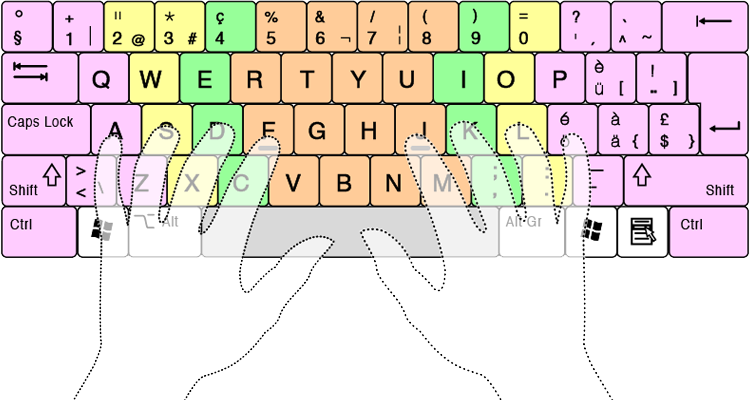 ° + " * ç % & / ( ) = ? `
§ 1 | 2 @ 3 # 4 5 6 ¬ 7 ¦ 8 9 0 ' ´ ^ ~
Q W E R T Y U I O P è !
ü [ ¨ ]
Caps Lock A S D F G H J K L é à £
ö ä { $ }
Shift > Z X C V B N M ; : – Shift
< \
Ctrl Alt Alt Gr Ctrl